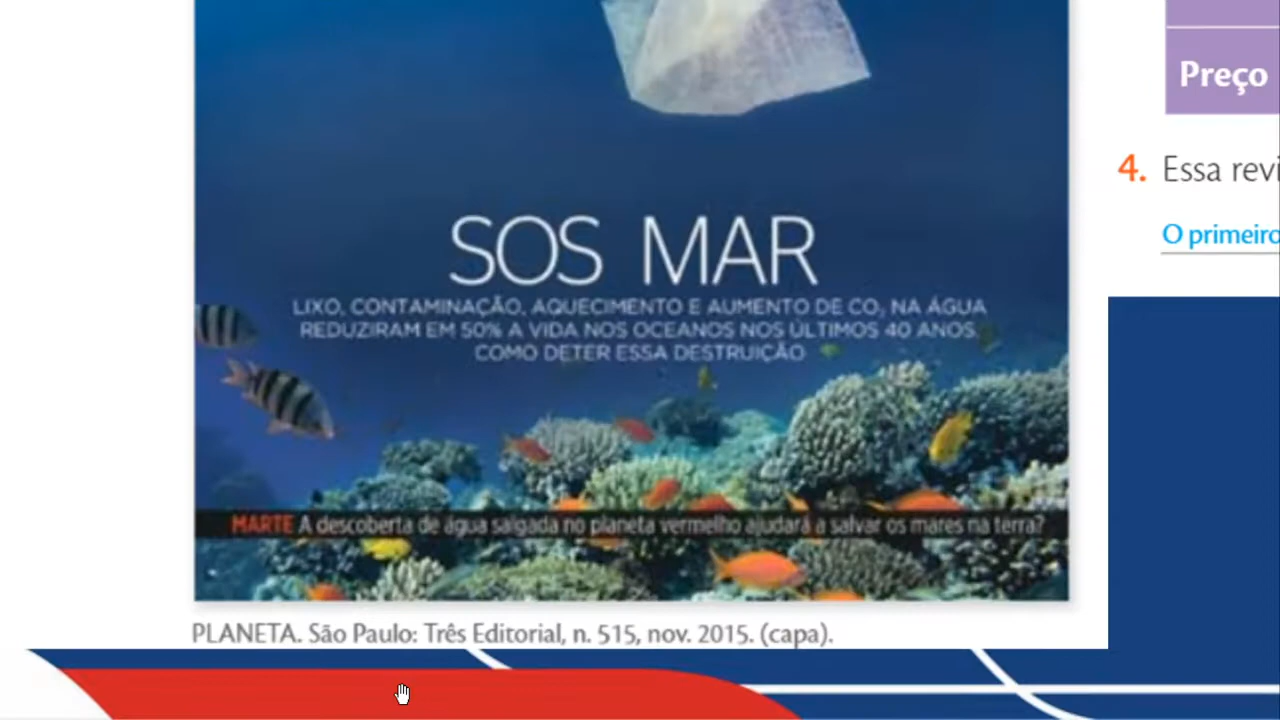 Preço
4. Essa
O
SOS MAR
LIXO, CONTAMINAÇÃO, AQUECIMENTO E AUMENTO DE CO₂ NA ÁGUA
REDUZIRAM EM 50% A VIDA NOS OCEANOS NOS ÚLTIMOS 40 ANOS.
COMO DETER ESSA DESTRUIÇÃO
MARTE A descoberta de água salgada no planeta vermelho ajudará a salvar os mares na terra?
PLANETA. São Paulo: Três Editorial, n. 515, nov. 2015. (capa).